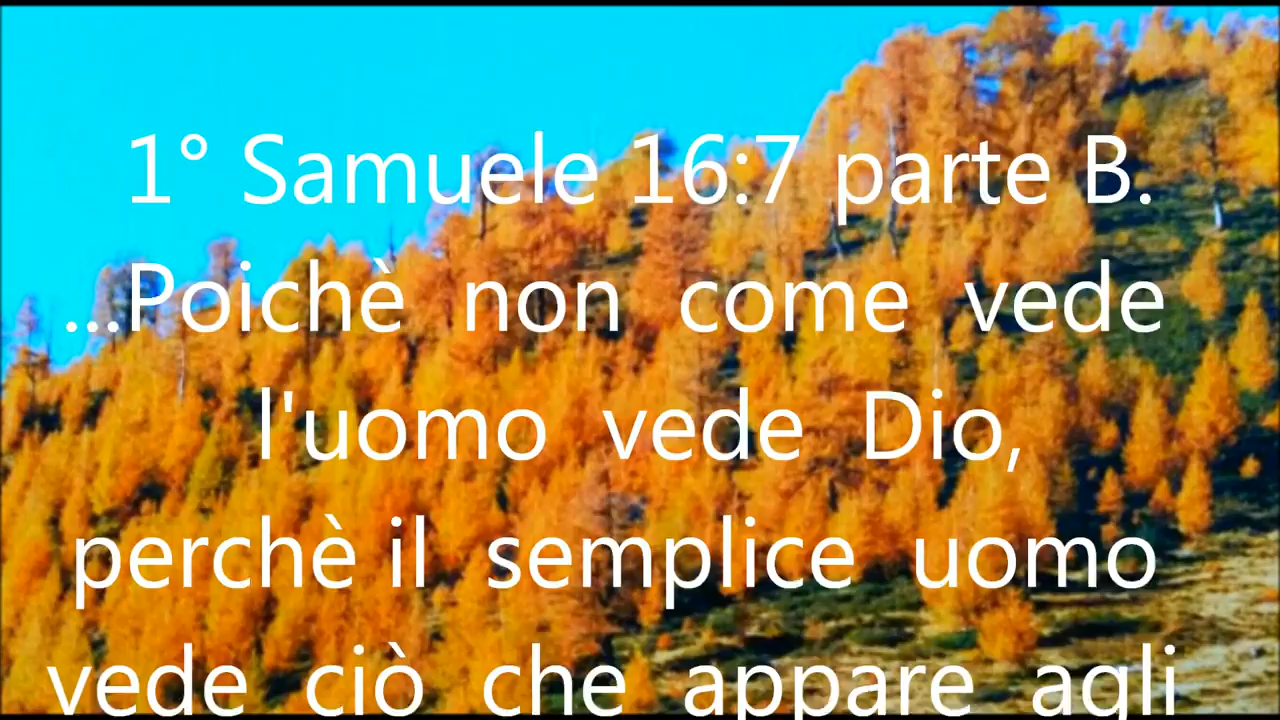 1° Samuele 16:7 parte B.
...Poichè non come vede
l'uomo vede Dio,
perchè il semplice uomo
vede ciò che appare agli